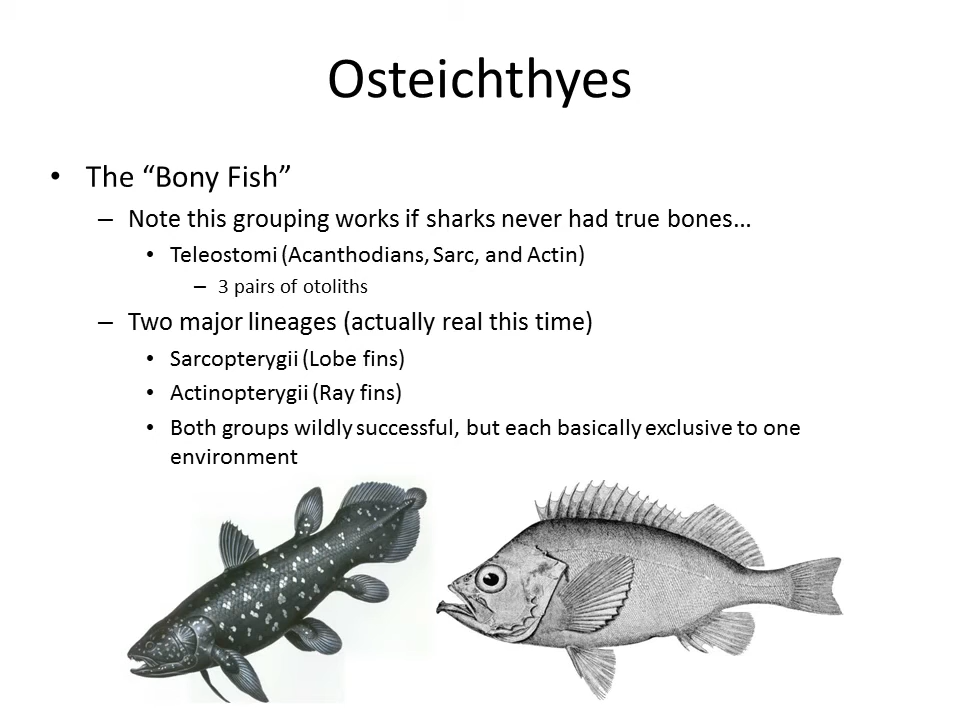 Osteichthyes
• The “Bony Fish”
– Note this grouping works if sharks never had true bones…
• Teleostomi (Acanthodians, Sarc, and Actin)
– 3 pairs of otoliths
– Two major lineages (actually real this time)
• Sarcopterygii (Lobe fins)
• Actinopterygii (Ray fins)
• Both groups wildly successful, but each basically exclusive to one
environment